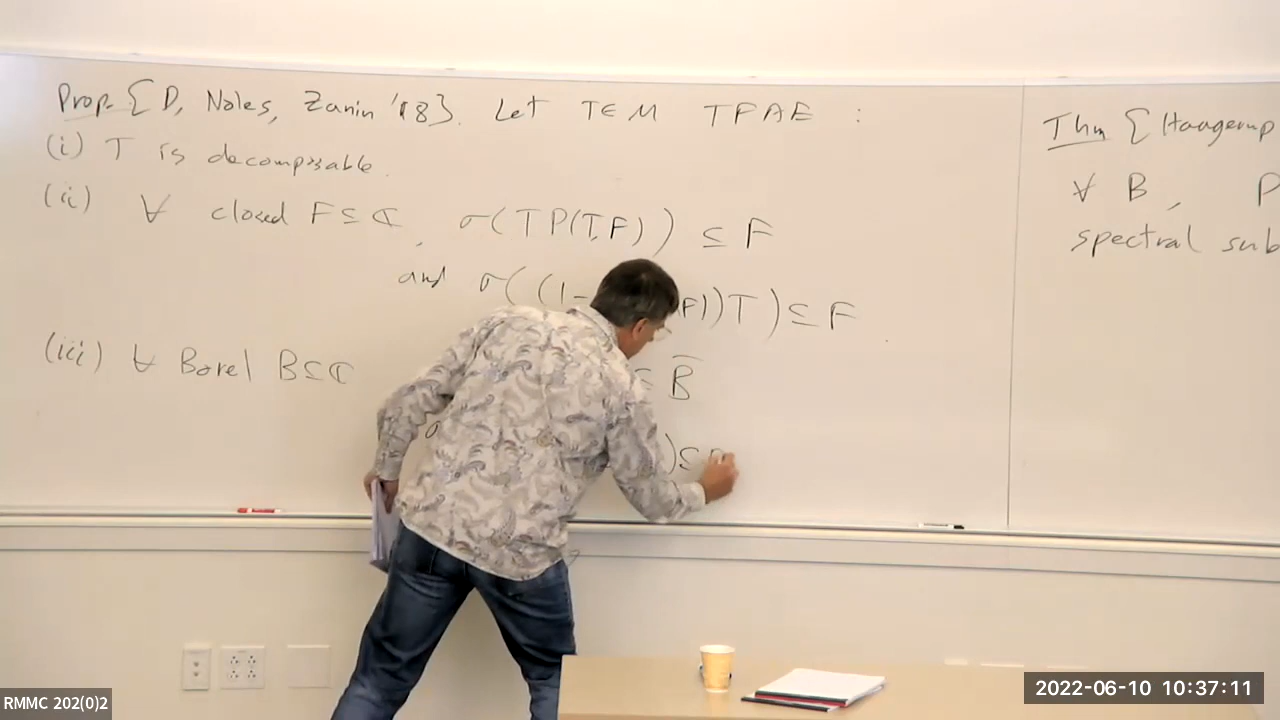 Prop. {D, Noles, Zanin '18}. Let T∈M TFAE :
(i) T is decomposable.
(ii) ∀ closed F⊆ℂ, σ(TP(T,F)) ⊆ F
and σ((1- F))T)⊆F
(iii) ∀ Borel B⊆ℂ ⊆ B̅
)⊆
Thm {Haagerup
∀ B, P
spectral sub
RMMC 202(0)2
2022-06-10 10:37:11